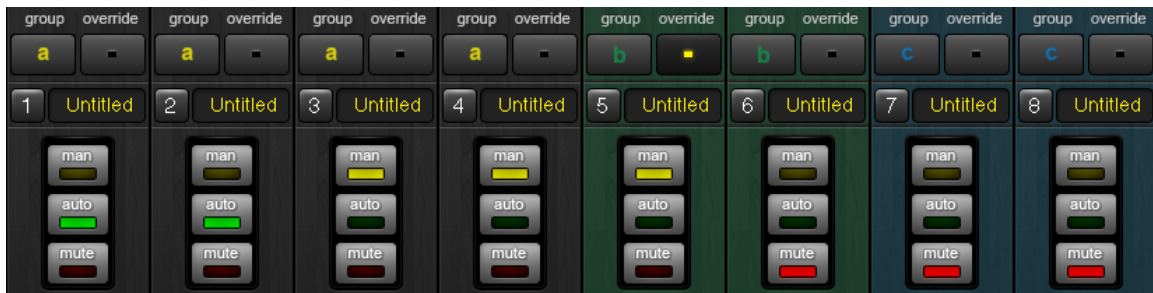 group override group override group override group override group override group override group override group override
a a a a b b c c
1 Untitled 2 Untitled 3 Untitled 4 Untitled 5 Untitled 6 Untitled 7 Untitled 8 Untitled
man man man man man man man man
auto auto auto auto auto auto auto auto
mute mute mute mute mute mute mute mute